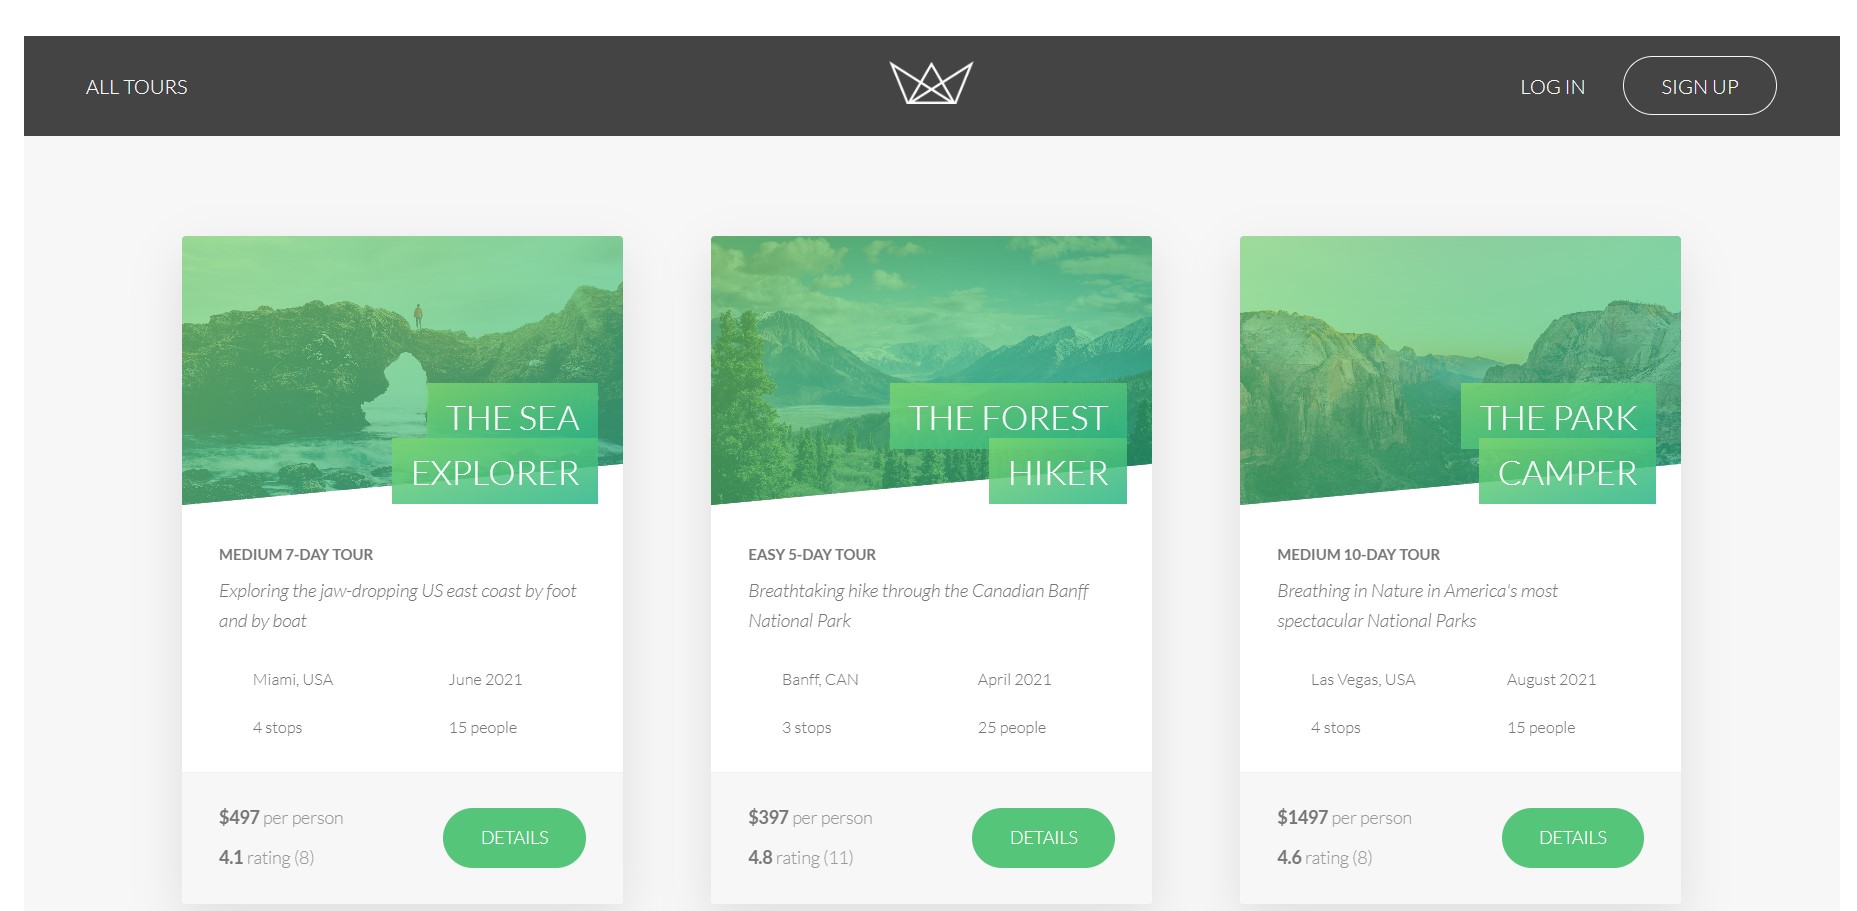 ALL TOURS
LOG IN
SIGN UP
THE SEA
EXPLORER
MEDIUM 7-DAY TOUR
Exploring the jaw-dropping US east coast by foot
and by boat
Miami, USA
June 2021
4 stops
15 people
$497 per person
4.1 rating (8)
DETAILS
THE FOREST
HIKER
EASY 5-DAY TOUR
Breathtaking hike through the Canadian Banff
National Park
Banff, CAN
April 2021
3 stops
25 people
$397 per person
4.8 rating (11)
DETAILS
THE PARK
CAMPER
MEDIUM 10-DAY TOUR
Breathing in Nature in America's most
spectacular National Parks
Las Vegas, USA
August 2021
4 stops
15 people
$1497 per person
4.6 rating (8)
DETAILS